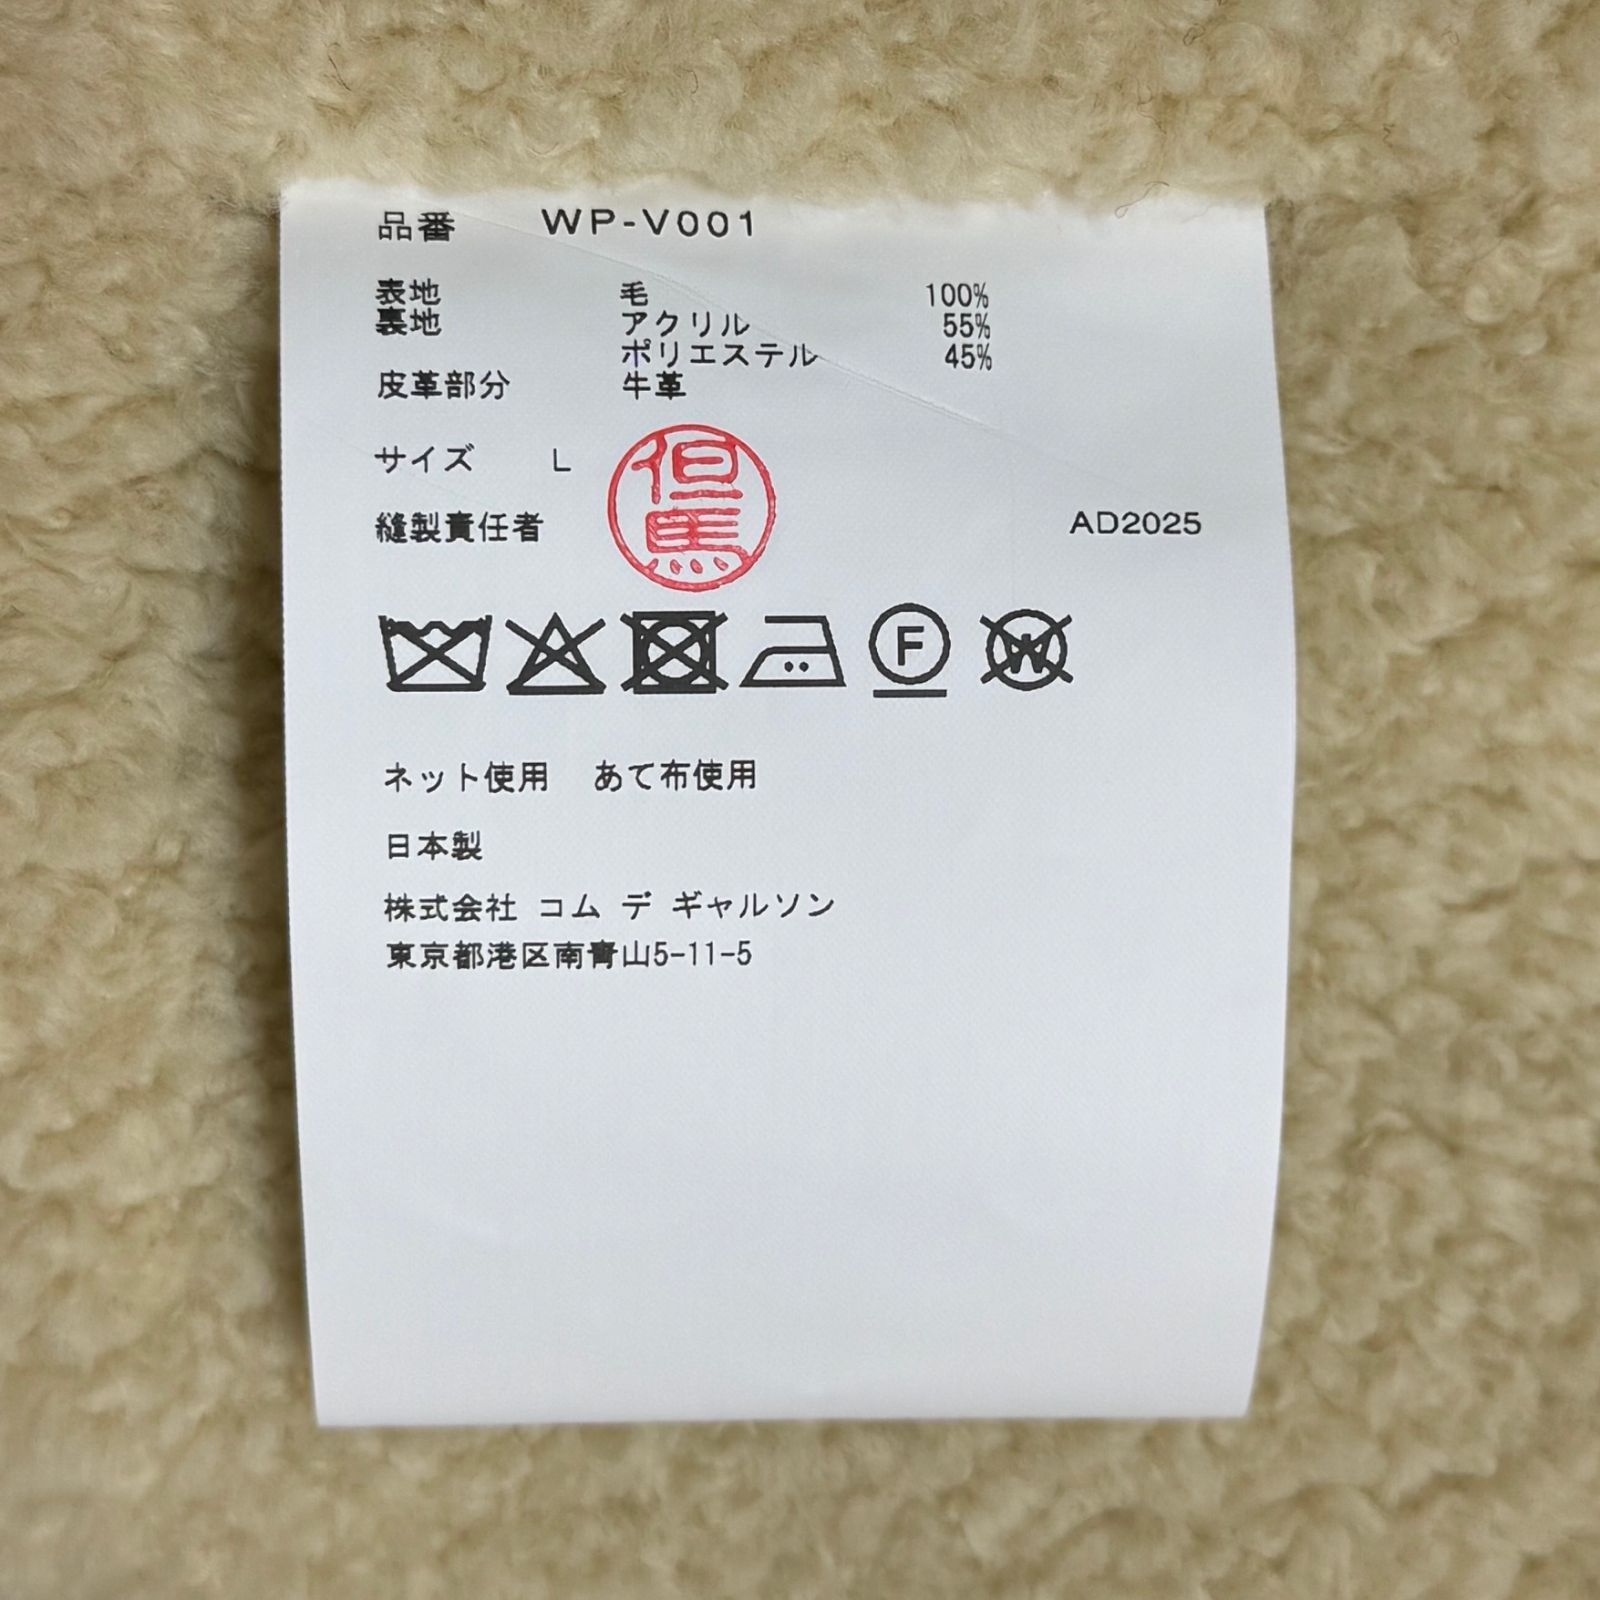 品番 WP-V001
表地 毛 100%
裏地 アクリル 55%
ポリエステル 45%
皮革部分 牛革
サイズ L
縫製責任者 但馬 AD2025
F W
ネット使用 あて布使用
日本製
株式会社 コム デ ギャルソン
東京都港区南青山5-11-5